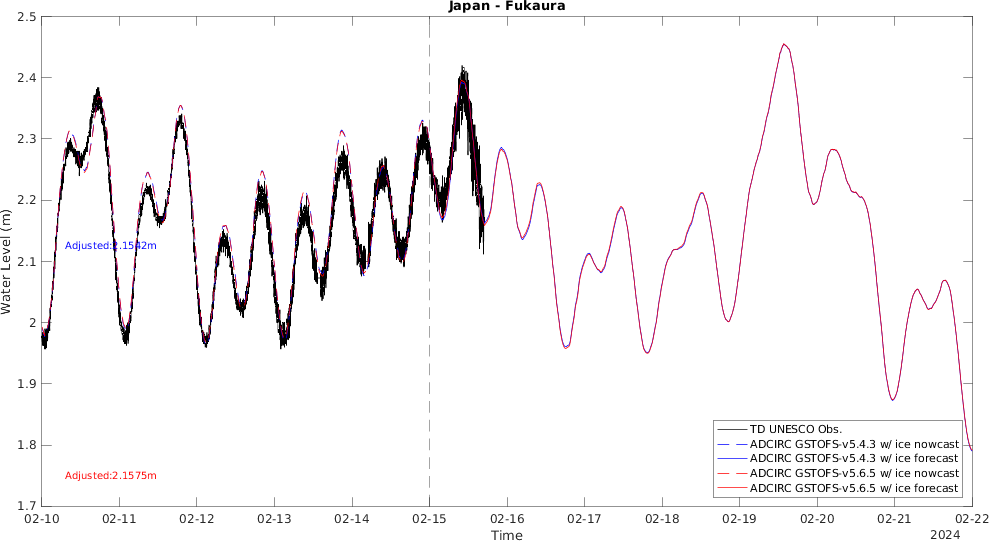 Japan - Fukaura
Water Level (m)
2.5
2.4
2.3
2.2
2.1
2
1.9
1.8
1.7
Adjusted:2.1542m
Adjusted:2.1575m
TD UNESCO Obs.
ADCIRC GSTOFS-v5.4.3 w/ ice nowcast
ADCIRC GSTOFS-v5.4.3 w/ ice forecast
ADCIRC GSTOFS-v5.6.5 w/ ice nowcast
ADCIRC GSTOFS-v5.6.5 w/ ice forecast
02-10 02-11 02-12 02-13 02-14 02-15 02-16 02-17 02-18 02-19 02-20 02-21 02-22
Time
2024